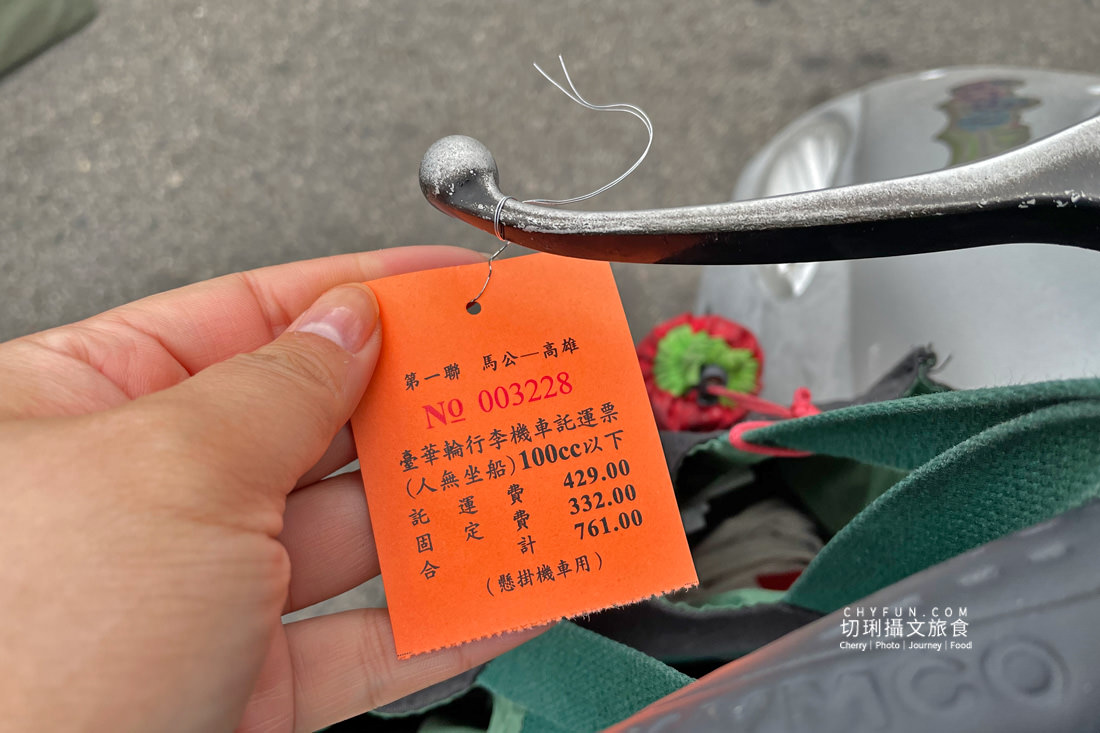 第一聯 馬公—高雄
№ 003228
臺華輪行李機車託運票
(人無坐船)100cc以下
託運費 429.00
固定費 332.00
合計 761.00
(懸掛機車用)
CHYFUN.COM
切琍攝文旅食
Cherry | Photo | Journey | Food
YMCO